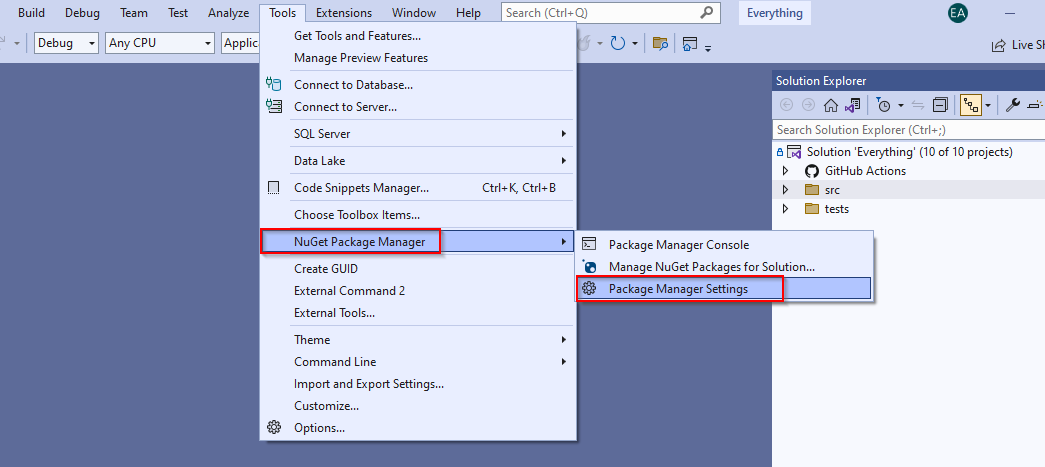 Build Debug Team Test Analyze Tools Extensions Window Help Search (Ctrl+Q) Everything EA
Debug Any CPU Applic Live Sh
Get Tools and Features...
Manage Preview Features
Connect to Database...
Connect to Server...
SQL Server
Data Lake
Code Snippets Manager... Ctrl+K, Ctrl+B
Choose Toolbox Items...
NuGet Package Manager
Create GUID
External Command 2
External Tools...
Theme
Command Line
Import and Export Settings...
Customize...
Options...
Package Manager Console
Manage NuGet Packages for Solution...
Package Manager Settings
Solution Explorer
Search Solution Explorer (Ctrl+;)
Solution 'Everything' (10 of 10 projects)
GitHub Actions
src
tests